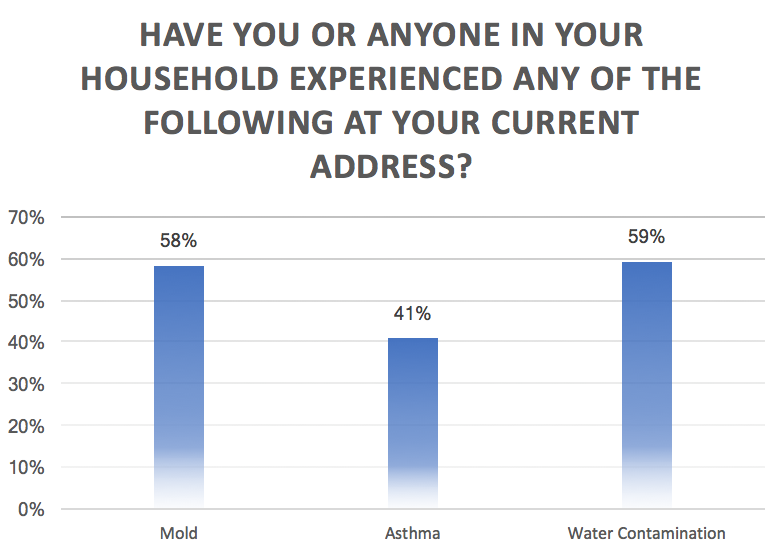 HAVE YOU OR ANYONE IN YOUR
HOUSEHOLD EXPERIENCED ANY OF THE
FOLLOWING AT YOUR CURRENT
ADDRESS?
70%
60%
50%
40%
30%
20%
10%
0%
58%
41%
59%
Mold
Asthma
Water Contamination